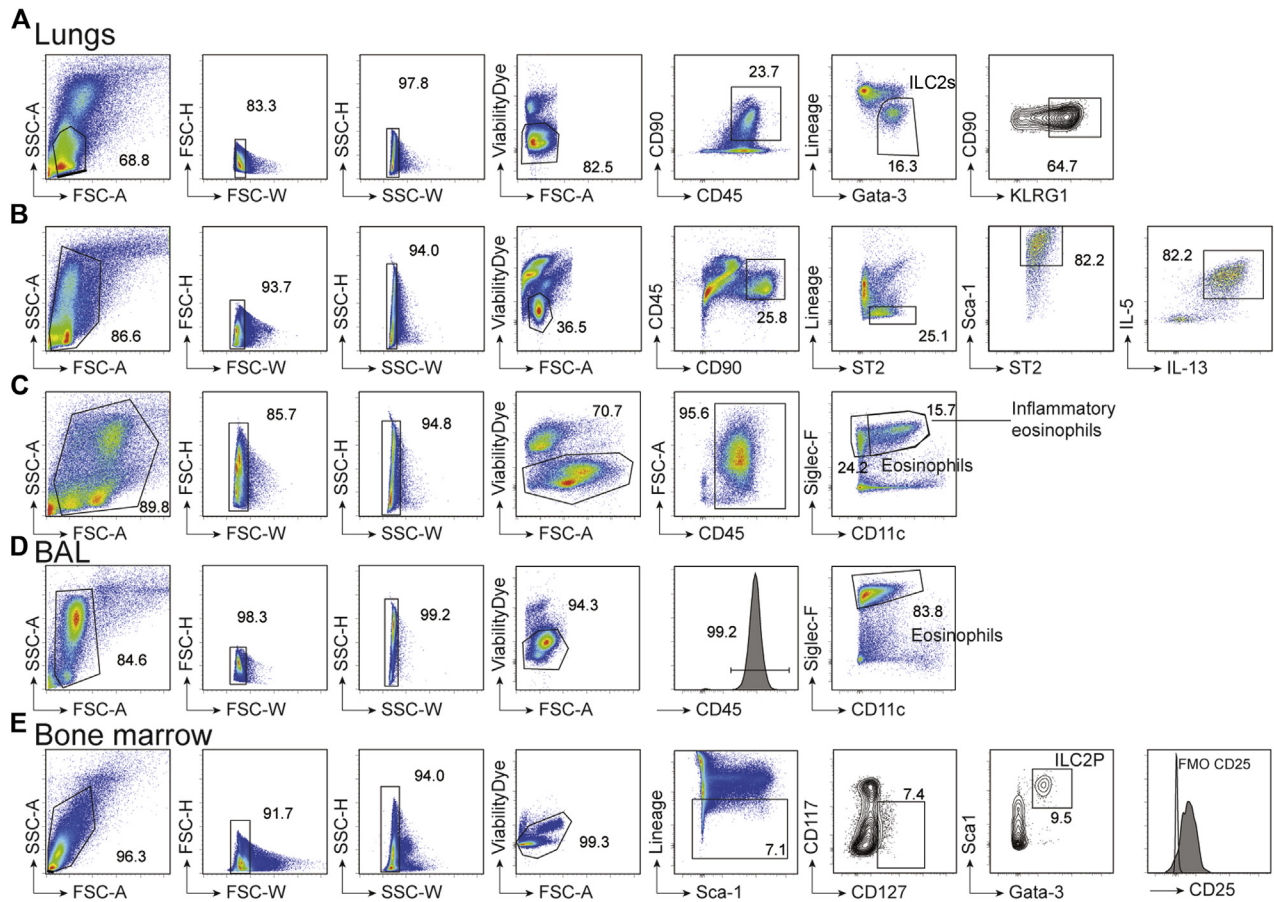 A Lungs
SSC-A
FSC-A
68.8
FSC-H
FSC-W
83.3
SSC-H
SSC-W
97.8
ViabilityDye
FSC-A
82.5
CD90
CD45
23.7
Lineage
Gata-3
ILC2s
16.3
CD90
KLRG1
64.7
B
SSC-A
FSC-A
86.6
FSC-H
FSC-W
93.7
SSC-H
SSC-W
94.0
ViabilityDye
FSC-A
36.5
CD45
CD90
25.8
Lineage
ST2
25.1
Sca-1
ST2
82.2
IL-5
IL-13
82.2
C
SSC-A
FSC-A
89.8
FSC-H
FSC-W
85.7
SSC-H
SSC-W
94.8
ViabilityDye
FSC-A
70.7
FSC-A
CD45
95.6
Siglec-F
CD11c
15.7
24.2
Eosinophils
Inflammatory
eosinophils
D BAL
SSC-A
FSC-A
84.6
FSC-H
FSC-W
98.3
SSC-H
SSC-W
99.2
ViabilityDye
FSC-A
94.3
CD45
99.2
Siglec-F
CD11c
83.8
Eosinophils
E Bone marrow
SSC-A
FSC-A
96.3
FSC-H
FSC-W
91.7
SSC-H
SSC-W
94.0
ViabilityDye
FSC-A
99.3
Lineage
Sca-1
7.1
CD117
CD127
7.4
Sca1
Gata-3
ILC2P
9.5
FMO CD25
CD25